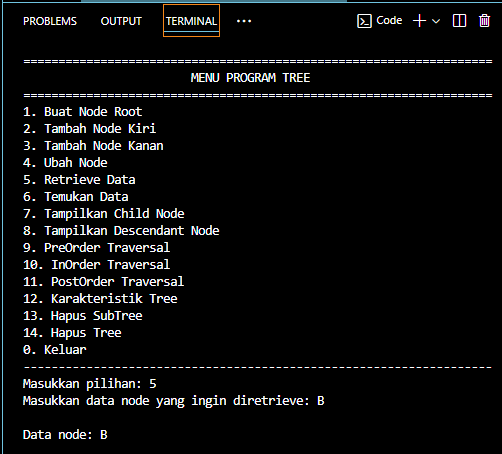 PROBLEMS OUTPUT TERMINAL ··· Code
===================================================================
MENU PROGRAM TREE
===================================================================
1. Buat Node Root
2. Tambah Node Kiri
3. Tambah Node Kanan
4. Ubah Node
5. Retrieve Data
6. Temukan Data
7. Tampilkan Child Node
8. Tampilkan Descendant Node
9. PreOrder Traversal
10. InOrder Traversal
11. PostOrder Traversal
12. Karakteristik Tree
13. Hapus SubTree
14. Hapus Tree
0. Keluar
-------------------------------------------------------------------
Masukkan pilihan: 5
Masukkan data node yang ingin diretrieve: B
Data node: B